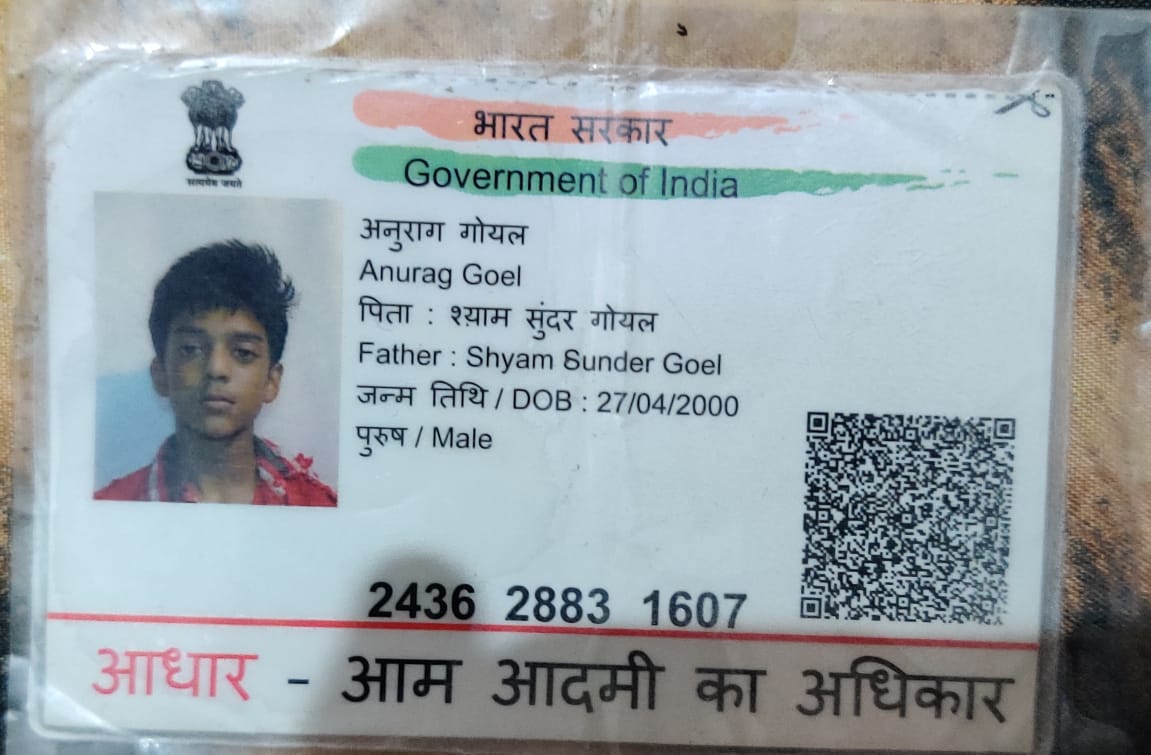 भारत सरकार
Government of India
सत्यमेव जयते
अनुराग गोयल
Anurag Goel
पिता : श्याम सुंदर गोयल
Father : Shyam Sunder Goel
जन्म तिथि / DOB : 27/04/2000
पुरुष / Male
2436 2883 1607
आधार - आम आदमी का अधिकार